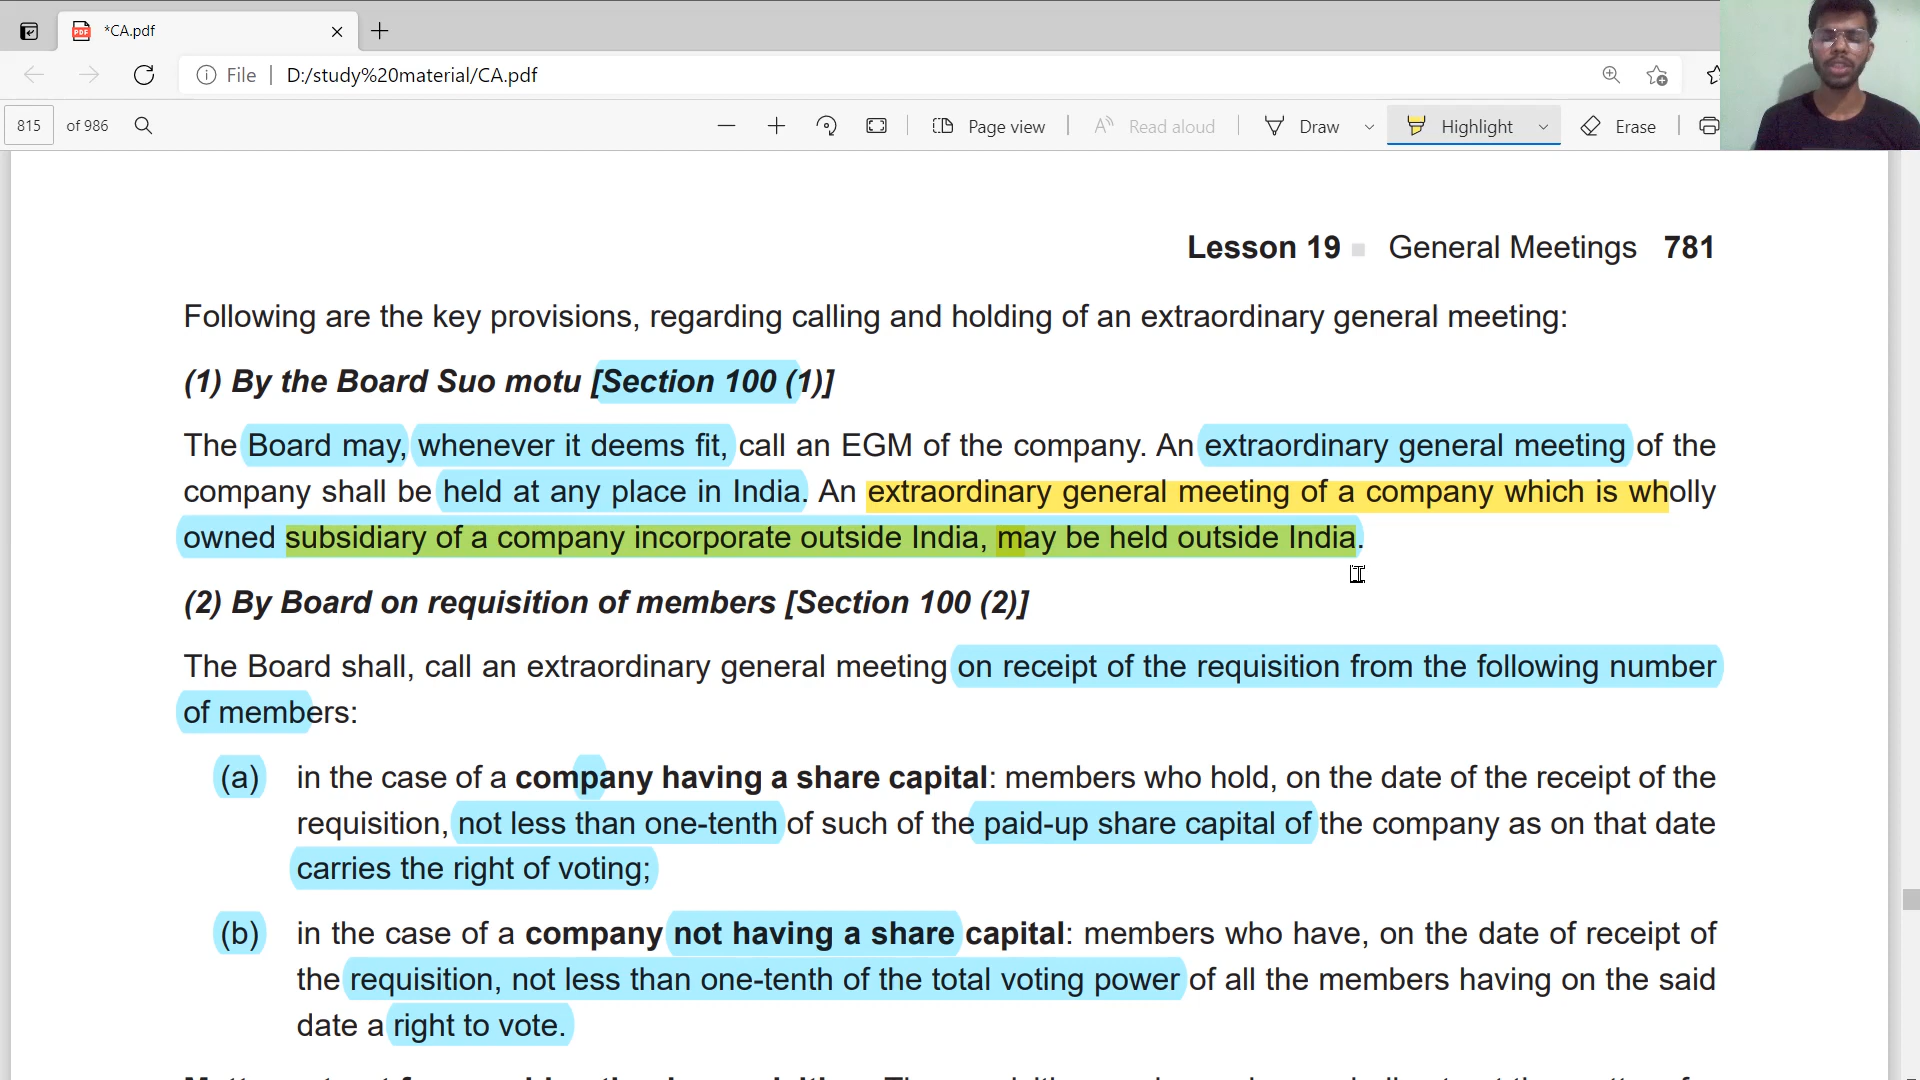 *CA.pdf
File D:/study%20material/CA.pdf
815 of 986 Page view Read aloud Draw Highlight Erase
Lesson 19 General Meetings 781
Following are the key provisions, regarding calling and holding of an extraordinary general meeting:
(1) By the Board Suo motu [Section 100 (1)]
The Board may, whenever it deems fit, call an EGM of the company. An extraordinary general meeting of the
company shall be held at any place in India. An extraordinary general meeting of a company which is wholly
owned subsidiary of a company incorporate outside India, may be held outside India.
(2) By Board on requisition of members [Section 100 (2)]
The Board shall, call an extraordinary general meeting on receipt of the requisition from the following number
of members:
(a) in the case of a company having a share capital: members who hold, on the date of the receipt of the
requisition, not less than one-tenth of such of the paid-up share capital of the company as on that date
carries the right of voting;
(b) in the case of a company not having a share capital: members who have, on the date of receipt of
the requisition, not less than one-tenth of the total voting power of all the members having on the said
date a right to vote.